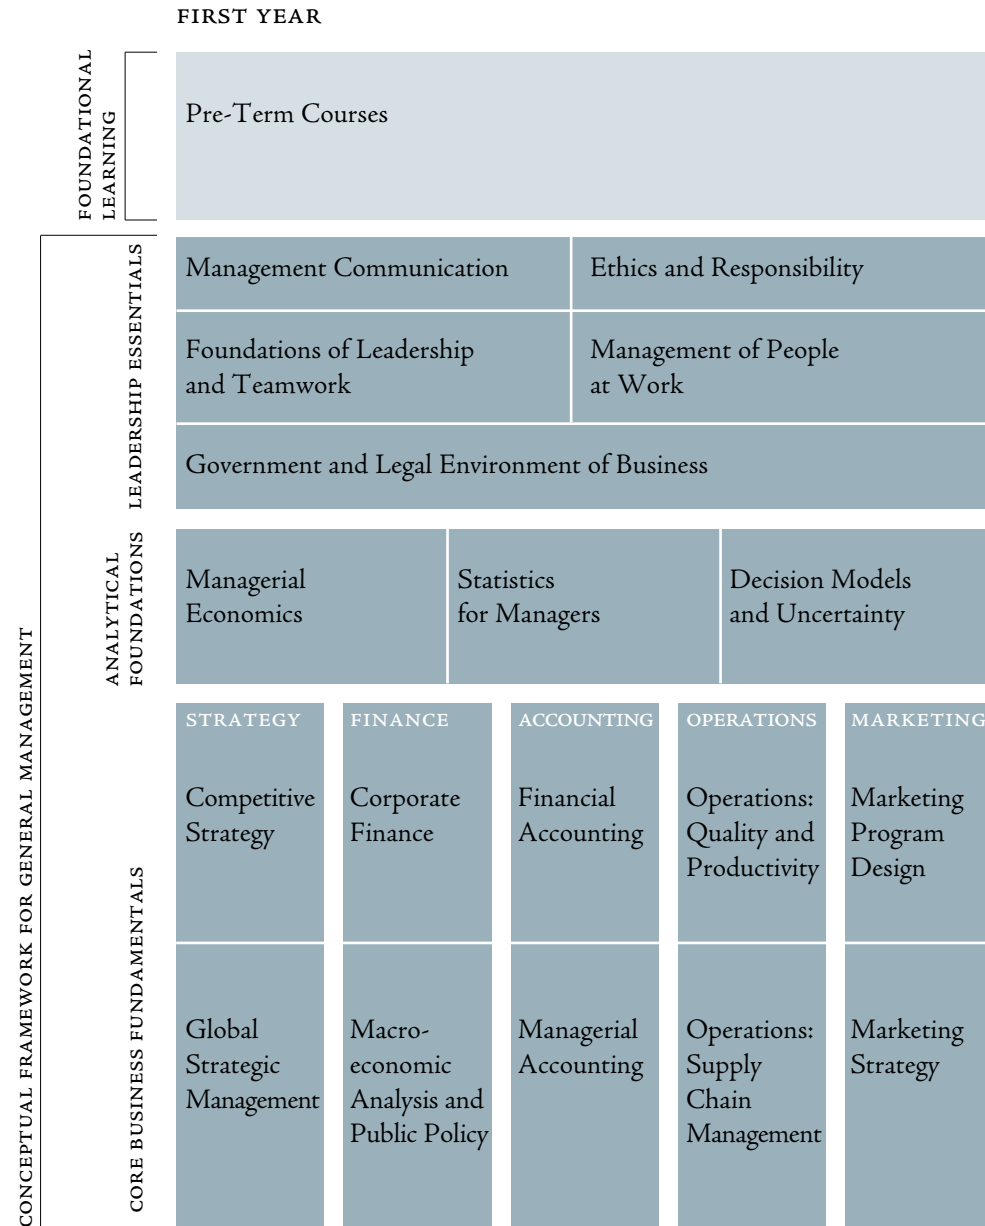 FIRST YEAR
FOUNDATIONAL
LEARNING
Pre-Term Courses
CONCEPTUAL FRAMEWORK FOR GENERAL MANAGEMENT
LEADERSHIP ESSENTIALS
Management Communication
Ethics and Responsibility
Foundations of Leadership
and Teamwork
Management of People
at Work
Government and Legal Environment of Business
ANALYTICAL
FOUNDATIONS
Managerial
Economics
Statistics
for Managers
Decision Models
and Uncertainty
CORE BUSINESS FUNDAMENTALS
STRATEGY
Competitive
Strategy
Global
Strategic
Management
FINANCE
Corporate
Finance
Macro-
economic
Analysis and
Public Policy
ACCOUNTING
Financial
Accounting
Managerial
Accounting
OPERATIONS
Operations:
Quality and
Productivity
Operations:
Supply
Chain
Management
MARKETING
Marketing
Program
Design
Marketing
Strategy